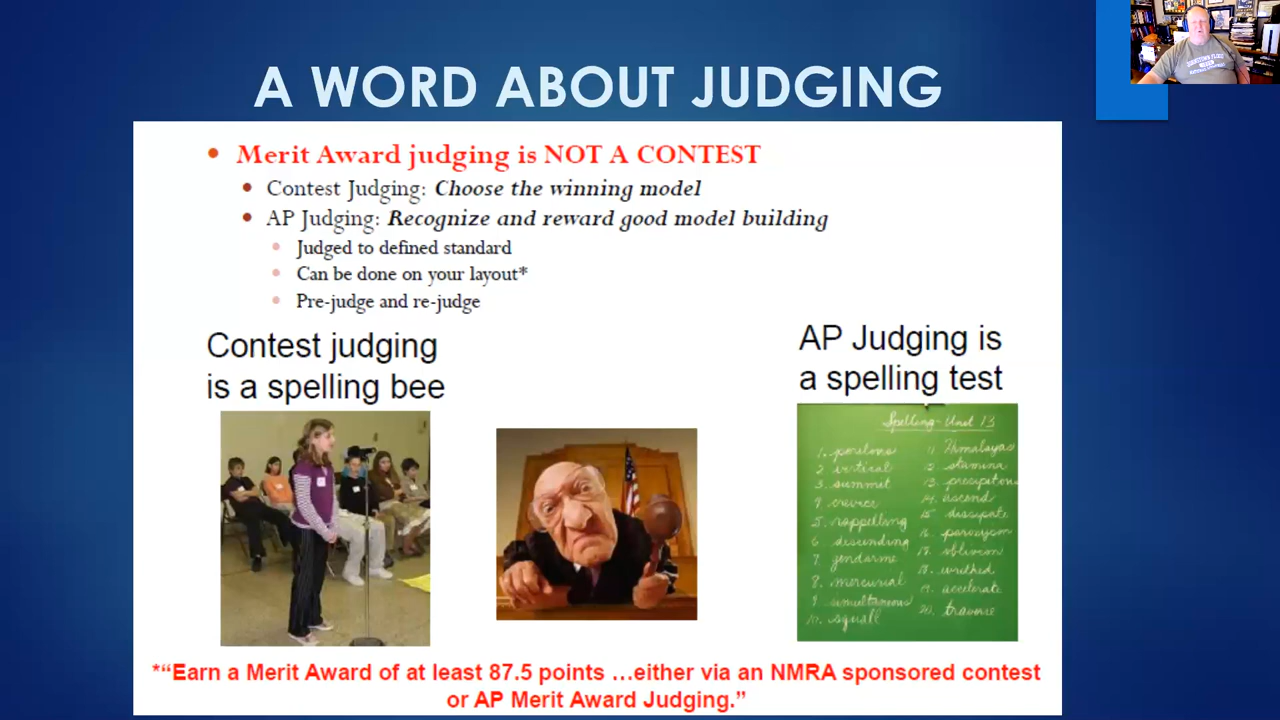 A WORD ABOUT JUDGING
Merit Award judging is NOT A CONTEST
Contest Judging: Choose the winning model
AP Judging: Recognize and reward good model building
Judged to defined standard
Can be done on your layout*
Pre-judge and re-judge
Contest judging
is a spelling bee
AP Judging is
a spelling test
Spelling - Unit 13
1. perilous
2. vertical
3. summit
4. crevice
5. rappelling
6. descending
7. gendarme
8. mercurial
9. simultaneous
10. squall
11. Himalayas
12. stamina
13. precipitous
14. ascend
15. dissipate
16. paroxysm
17. oblivion
18. writhed
19. accelerate
20. traverse
*“Earn a Merit Award of at least 87.5 points …either via an NMRA sponsored contest
or AP Merit Award Judging.”